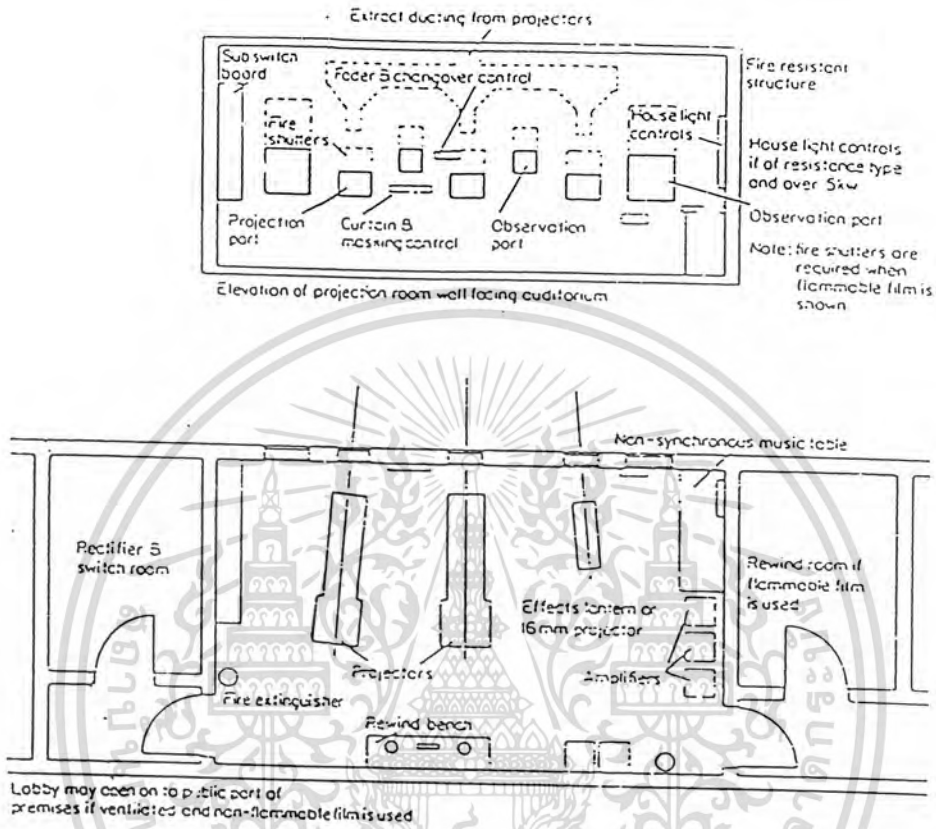 Extract ducting from projectors
Sub switch
board
Fader & changover control
Fire resistent
structure
Fire
shutters
House light
controls
House light controls
if of resistance type
and over 5kw
Projection
port
Curtain &
masking control
Observation
port
Observation port
Note: fire shutters are
required when
flammable film is
shown
Elevation of projection room wall facing auditorium
Non-synchronous music table
Rectifier &
switch room
Rewind room if
flammable film
is used
Effects lantern or
16mm projector
Projectors
Amplifiers
Fire extinguisher
Rewind bench
Lobby may open on to public part of
premises if ventilated and non-flammable film is used